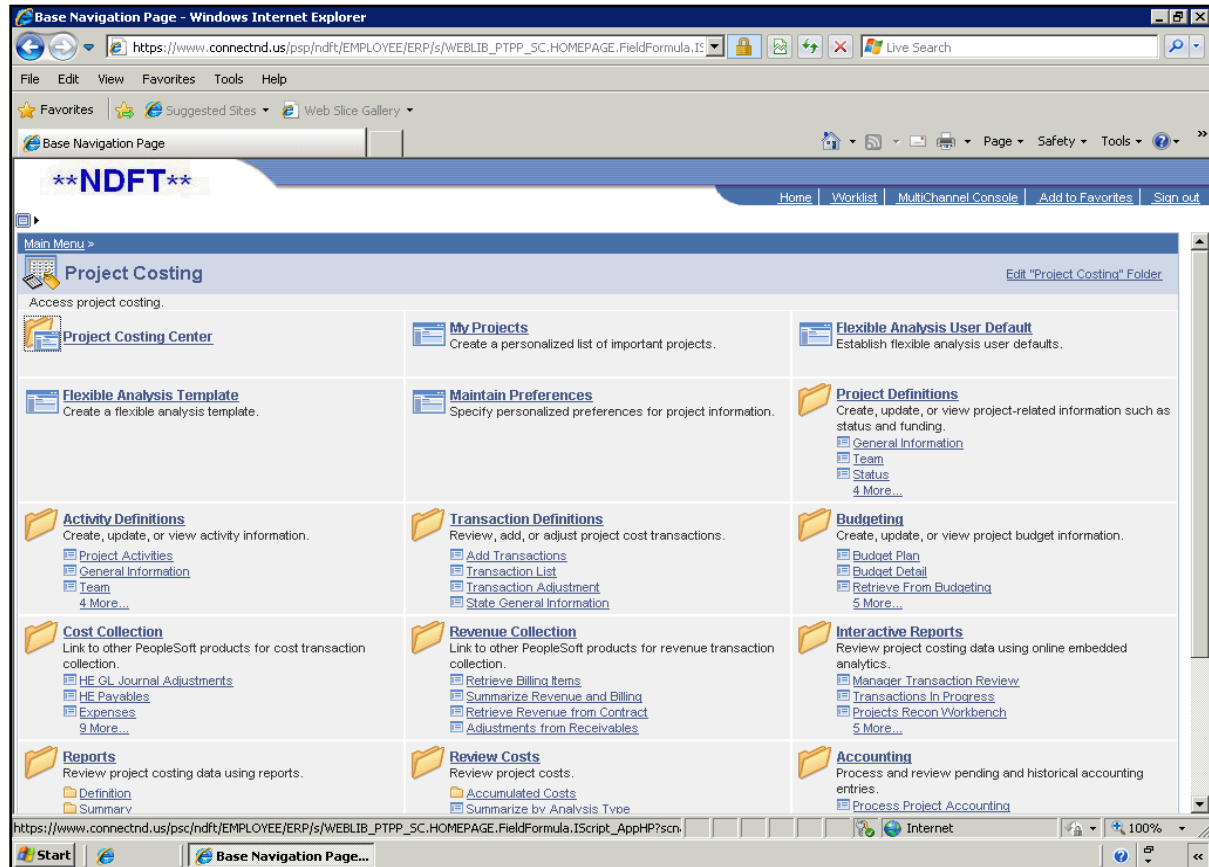 Base Navigation Page - Windows Internet Explorer
https://www.connectnd.us/psp/ndft/EMPLOYEE/ERP/s/WEBLIB_PTPP_SC.HOMEPAGE.FieldFormula.IS
Live Search
File Edit View Favorites Tools Help
Favorites Suggested Sites Web Slice Gallery
Base Navigation Page
Page Safety Tools
**NDFT**
Home Worklist MultiChannel Console Add to Favorites Sign out
Main Menu >
Project Costing
Edit "Project Costing" Folder
Access project costing.
Project Costing Center
My Projects
Create a personalized list of important projects.
Flexible Analysis User Default
Establish flexible analysis user defaults.
Flexible Analysis Template
Create a flexible analysis template.
Maintain Preferences
Specify personalized preferences for project information.
Project Definitions
Create, update, or view project-related information such as
status and funding.
General Information
Team
Status
4 More...
Activity Definitions
Create, update, or view activity information.
Project Activities
General Information
Team
4 More...
Transaction Definitions
Review, add, or adjust project cost transactions.
Add Transactions
Transaction List
Transaction Adjustment
State General Information
Budgeting
Create, update, or view project budget information.
Budget Plan
Budget Detail
Retrieve From Budgeting
5 More...
Cost Collection
Link to other PeopleSoft products for cost transaction
collection.
HE GL Journal Adjustments
HE Payables
Expenses
9 More...
Revenue Collection
Link to other PeopleSoft products for revenue transaction
collection.
Retrieve Billing Items
Summarize Revenue and Billing
Retrieve Revenue from Contract
Adjustments from Receivables
Interactive Reports
Review project costing data using online embedded
analytics.
Manager Transaction Review
Transactions In Progress
Projects Recon Workbench
5 More...
Reports
Review project costing data using reports.
Definition
Summary
Review Costs
Review project costs.
Accumulated Costs
Summarize by Analysis Type
Accounting
Process and review pending and historical accounting
entries.
Process Project Accounting
https://www.connectnd.us/psc/ndft/EMPLOYEE/ERP/s/WEBLIB_PTPP_SC.HOMEPAGE.FieldFormula.IScript_AppHP?scn
Internet
100%
Start
Base Navigation Page...